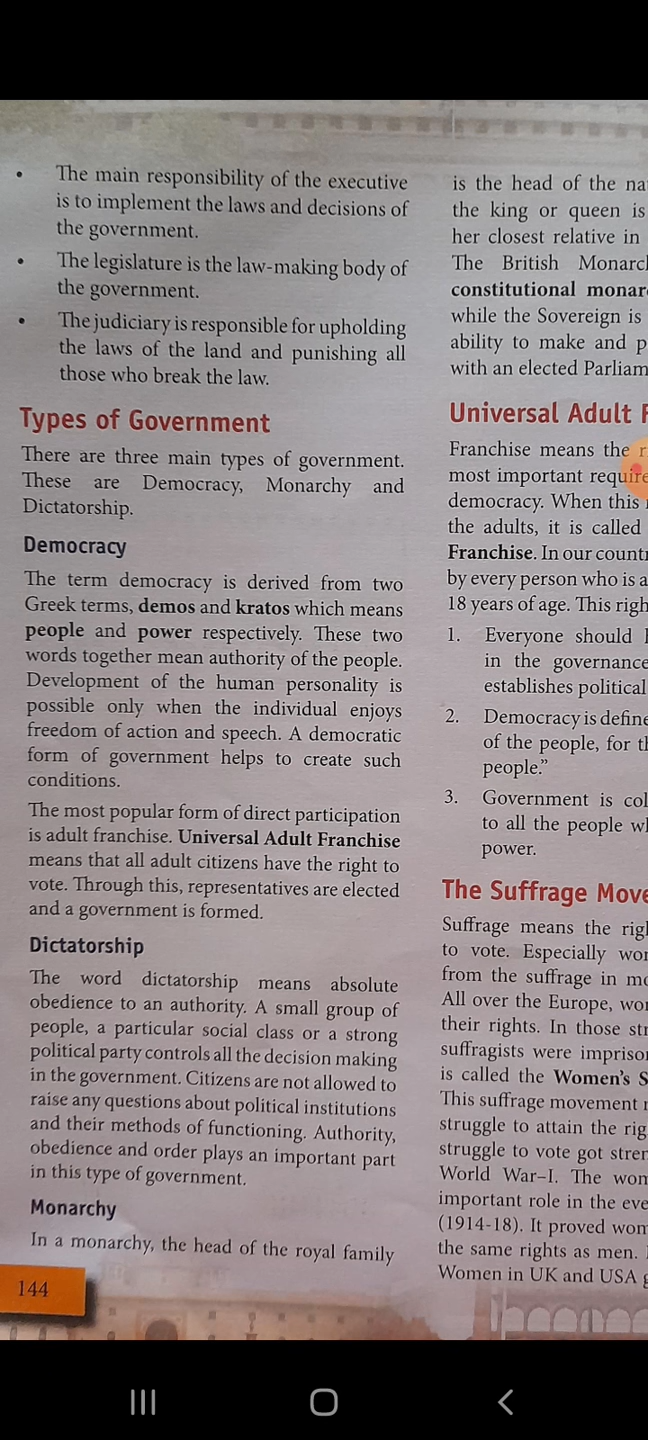 • The main responsibility of the executive
is to implement the laws and decisions of
the government.
• The legislature is the law-making body of
the government.
• The judiciary is responsible for upholding
the laws of the land and punishing all
those who break the law.
Types of Government
There are three main types of government.
These are Democracy, Monarchy and
Dictatorship.
Democracy
The term democracy is derived from two
Greek terms, demos and kratos which means
people and power respectively. These two
words together mean authority of the people.
Development of the human personality is
possible only when the individual enjoys
freedom of action and speech. A democratic
form of government helps to create such
conditions.
The most popular form of direct participation
is adult franchise. Universal Adult Franchise
means that all adult citizens have the right to
vote. Through this, representatives are elected
and a government is formed.
Dictatorship
The word dictatorship means absolute
obedience to an authority. A small group of
people, a particular social class or a strong
political party controls all the decision making
in the government. Citizens are not allowed to
raise any questions about political institutions
and their methods of functioning. Authority,
obedience and order plays an important part
in this type of government.
Monarchy
In a monarchy, the head of the royal family
144
is the head of the
the king or queen is
her closest relative in
The British
constitutional
while the Sovereign is
ability to make and
with an elected
Universal Adult
Franchise means the
most important
democracy. When this
the adults, it is called
Franchise. In our
by every person who is
18 years of age. This
1. Everyone should
in the governance
establishes political
2. Democracy is
of the people, for
people.”
3. Government is
to all the people
power.
The Suffrage
Suffrage means the
to vote. Especially
from the suffrage in
All over the Europe,
their rights. In those
suffragists were
is called the Women’s
This suffrage movement
struggle to attain the
struggle to vote got
World War–I. The
important role in the
(1914-18). It proved
the same rights as men.
Women in UK and USA